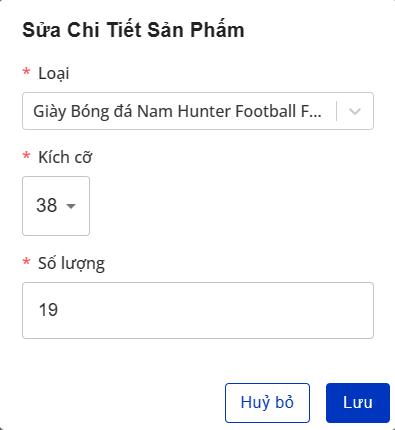 Sửa Chi Tiết Sản Phẩm
* Loại
Giày Bóng đá Nam Hunter Football F...
* Kích cỡ
38
* Số lượng
19
Huỷ bỏ Lưu